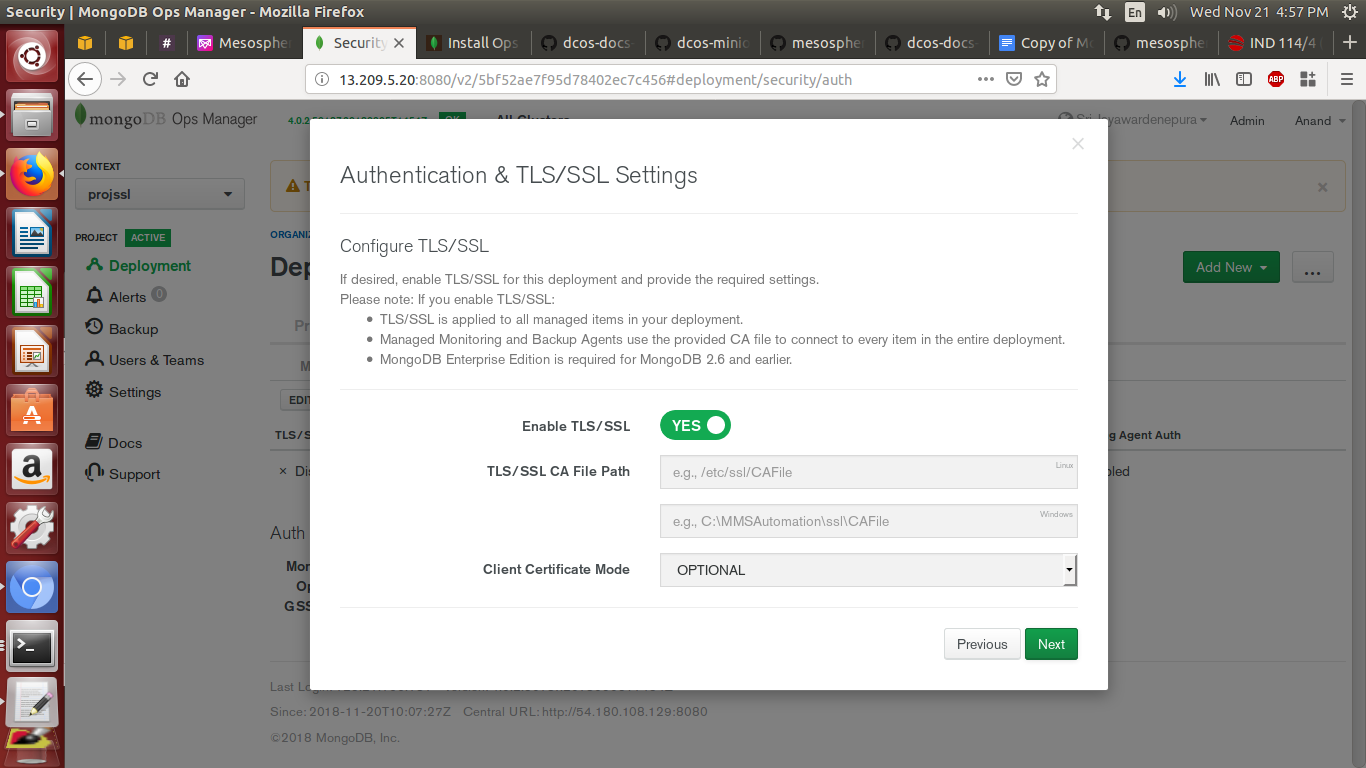 Security | MongoDB Ops Manager - Mozilla Firefox
En
Wed Nov 21 4:57 PM
#
Mesosphe
Security
Install Ops
dcos-docs-
dcos-minio
mesosphe
dcos-docs-
Copy of M
mesosphe
IND 114/4
13.209.5.20:8080/v2/5bf52ae7f95d78402ec7c456#deployment/security/auth
ABP
mongoDB Ops Manager
OK
All Clusters
Sri Jayawardenepura
Admin
Anand
CONTEXT
projssl
PROJECT ACTIVE
Deployment
Alerts 0
Backup
Users & Teams
Settings
Docs
Support
T
ORGANIZ
Dep
Add New
...
Pr
M
EDIT
TLS/S
g Agent Auth
Dis
bled
Auth
Mon
Op
GSS
Authentication & TLS/SSL Settings
Configure TLS/SSL
If desired, enable TLS/SSL for this deployment and provide the required settings.
Please note: If you enable TLS/SSL:
TLS/SSL is applied to all managed items in your deployment.
Managed Monitoring and Backup Agents use the provided CA file to connect to every item in the entire deployment.
MongoDB Enterprise Edition is required for MongoDB 2.6 and earlier.
Enable TLS/SSL
YES
TLS/SSL CA File Path
e.g., /etc/ssl/CAFile
Linux
e.g., C:\MMSAutomation\ssl\CAFile
Windows
Client Certificate Mode
OPTIONAL
Previous
Next
Last Login:
Since: 2018-11-20T10:07:27Z Central URL: http://54.180.108.129:8080
©2018 MongoDB, Inc.